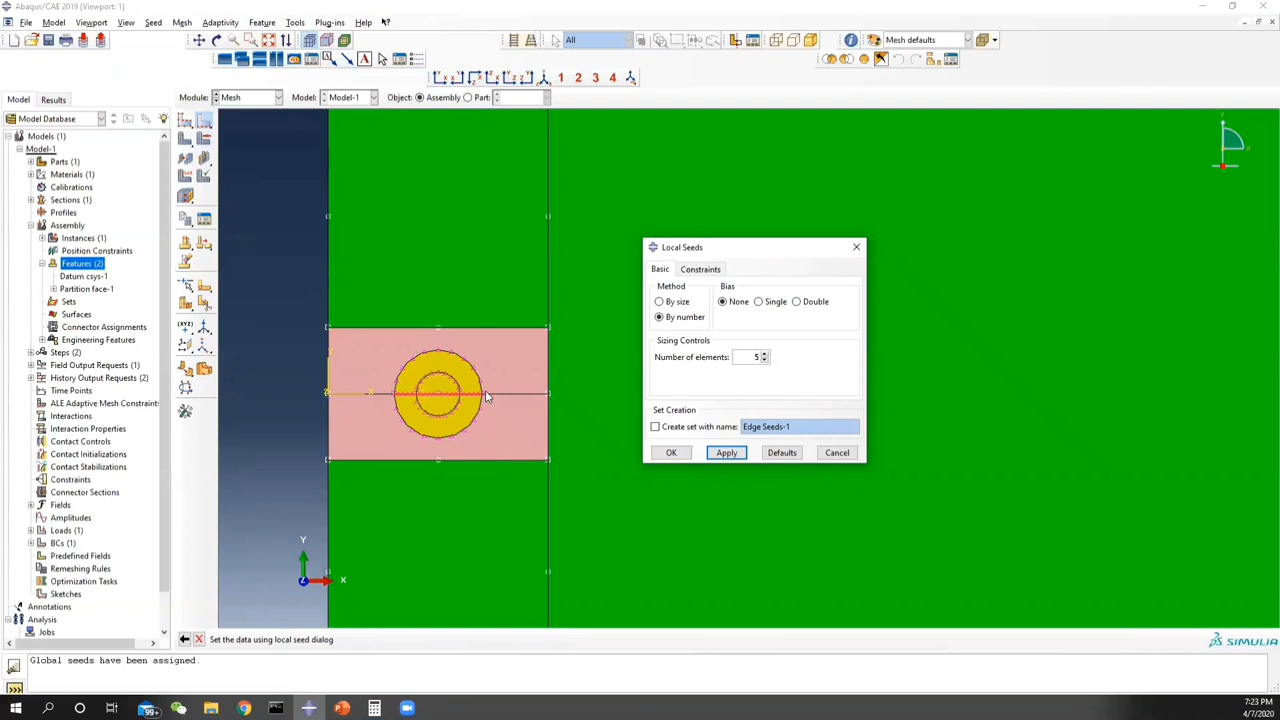 Abaqus/CAE 2019 [Viewport: 1]
File Model Viewport View Seed Mesh Adaptivity Feature Tools Plug-ins Help
All
Mesh defaults
1 2 3 4
Model Results
Module: Mesh Model: Model-1 Object: Assembly Part:
Model Database
Models (1)
Model-1
Parts (1)
Materials (1)
Calibrations
Sections (1)
Profiles
Assembly
Instances (1)
Position Constraints
Features (2)
Datum csys-1
Partition face-1
Sets
Surfaces
Connector Assignments
Engineering Features
Steps (2)
Field Output Requests (1)
History Output Requests (2)
Time Points
ALE Adaptive Mesh Constraints
Interactions
Interaction Properties
Contact Controls
Contact Initializations
Contact Stabilizations
Constraints
Connector Sections
Fields
Amplitudes
Loads (1)
BCs (1)
Predefined Fields
Remeshing Rules
Optimization Tasks
Sketches
Annotations
Analysis
Jobs
Local Seeds
Basic Constraints
Method Bias
By size None Single Double
By number
Sizing Controls
Number of elements: 5
Set Creation
Create set with name: Edge Seeds-1
OK Apply Defaults Cancel
Y
X
Z
Set the data using local seed dialog
SIMULIA
Global seeds have been assigned.
99+
7:23 PM
4/7/2020